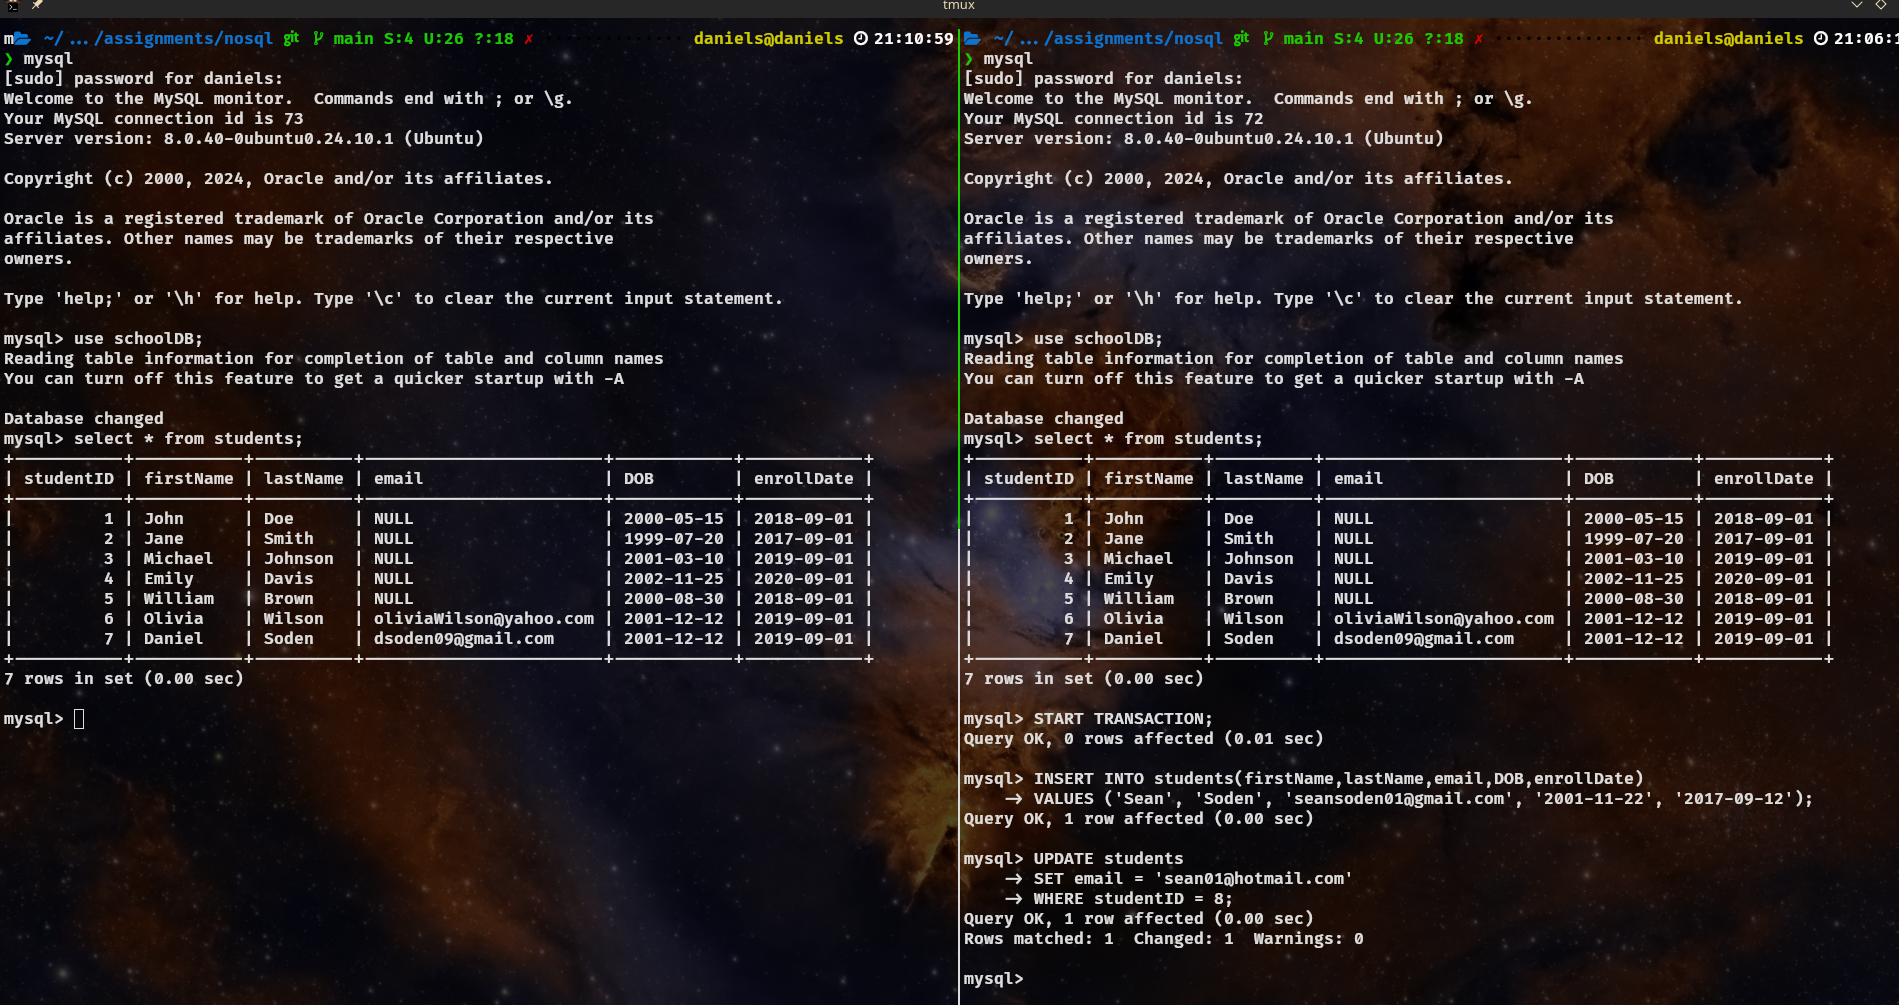 tmux
m ~/.../assignments/nosql git main S:4 U:26 ?:18 ✗ daniels@daniels 21:10:59
❯ mysql
[sudo] password for daniels:
Welcome to the MySQL monitor.  Commands end with ; or \g.
Your MySQL connection id is 73
Server version: 8.0.40-0ubuntu0.24.10.1 (Ubuntu)
Copyright (c) 2000, 2024, Oracle and/or its affiliates.
Oracle is a registered trademark of Oracle Corporation and/or its
affiliates. Other names may be trademarks of their respective
owners.
Type 'help;' or '\h' for help. Type '\c' to clear the current input statement.
mysql> use schoolDB;
Reading table information for completion of table and column names
You can turn off this feature to get a quicker startup with -A
Database changed
mysql> select * from students;
+-----------+-----------+----------+------------------------+------------+------------+
| studentID | firstName | lastName | email                  | DOB        | enrollDate |
+-----------+-----------+----------+------------------------+------------+------------+
|         1 | John      | Doe      | NULL                   | 2000-05-15 | 2018-09-01 |
|         2 | Jane      | Smith    | NULL                   | 1999-07-20 | 2017-09-01 |
|         3 | Michael   | Johnson  | NULL                   | 2001-03-10 | 2019-09-01 |
|         4 | Emily     | Davis    | NULL                   | 2002-11-25 | 2020-09-01 |
|         5 | William   | Brown    | NULL                   | 2000-08-30 | 2018-09-01 |
|         6 | Olivia    | Wilson   | oliviaWilson@yahoo.com | 2001-12-12 | 2019-09-01 |
|         7 | Daniel    | Soden    | dsoden09@gmail.com     | 2001-12-12 | 2019-09-01 |
+-----------+-----------+----------+------------------------+------------+------------+
7 rows in set (0.00 sec)
mysql>
~/.../assignments/nosql git main S:4 U:26 ?:18 ✗ daniels@daniels 21:06:1
❯ mysql
[sudo] password for daniels:
Welcome to the MySQL monitor.  Commands end with ; or \g.
Your MySQL connection id is 72
Server version: 8.0.40-0ubuntu0.24.10.1 (Ubuntu)
Copyright (c) 2000, 2024, Oracle and/or its affiliates.
Oracle is a registered trademark of Oracle Corporation and/or its
affiliates. Other names may be trademarks of their respective
owners.
Type 'help;' or '\h' for help. Type '\c' to clear the current input statement.
mysql> use schoolDB;
Reading table information for completion of table and column names
You can turn off this feature to get a quicker startup with -A
Database changed
mysql> select * from students;
+-----------+-----------+----------+------------------------+------------+------------+
| studentID | firstName | lastName | email                  | DOB        | enrollDate |
+-----------+-----------+----------+------------------------+------------+------------+
|         1 | John      | Doe      | NULL                   | 2000-05-15 | 2018-09-01 |
|         2 | Jane      | Smith    | NULL                   | 1999-07-20 | 2017-09-01 |
|         3 | Michael   | Johnson  | NULL                   | 2001-03-10 | 2019-09-01 |
|         4 | Emily     | Davis    | NULL                   | 2002-11-25 | 2020-09-01 |
|         5 | William   | Brown    | NULL                   | 2000-08-30 | 2018-09-01 |
|         6 | Olivia    | Wilson   | oliviaWilson@yahoo.com | 2001-12-12 | 2019-09-01 |
|         7 | Daniel    | Soden    | dsoden09@gmail.com     | 2001-12-12 | 2019-09-01 |
+-----------+-----------+----------+------------------------+------------+------------+
7 rows in set (0.00 sec)
mysql> START TRANSACTION;
Query OK, 0 rows affected (0.01 sec)
mysql> INSERT INTO students(firstName,lastName,email,DOB,enrollDate)
    -> VALUES ('Sean', 'Soden', 'seansoden01@gmail.com', '2001-11-22', '2017-09-12');
Query OK, 1 row affected (0.00 sec)
mysql> UPDATE students
    -> SET email = 'sean01@hotmail.com'
    -> WHERE studentID = 8;
Query OK, 1 row affected (0.00 sec)
Rows matched: 1  Changed: 1  Warnings: 0
mysql>